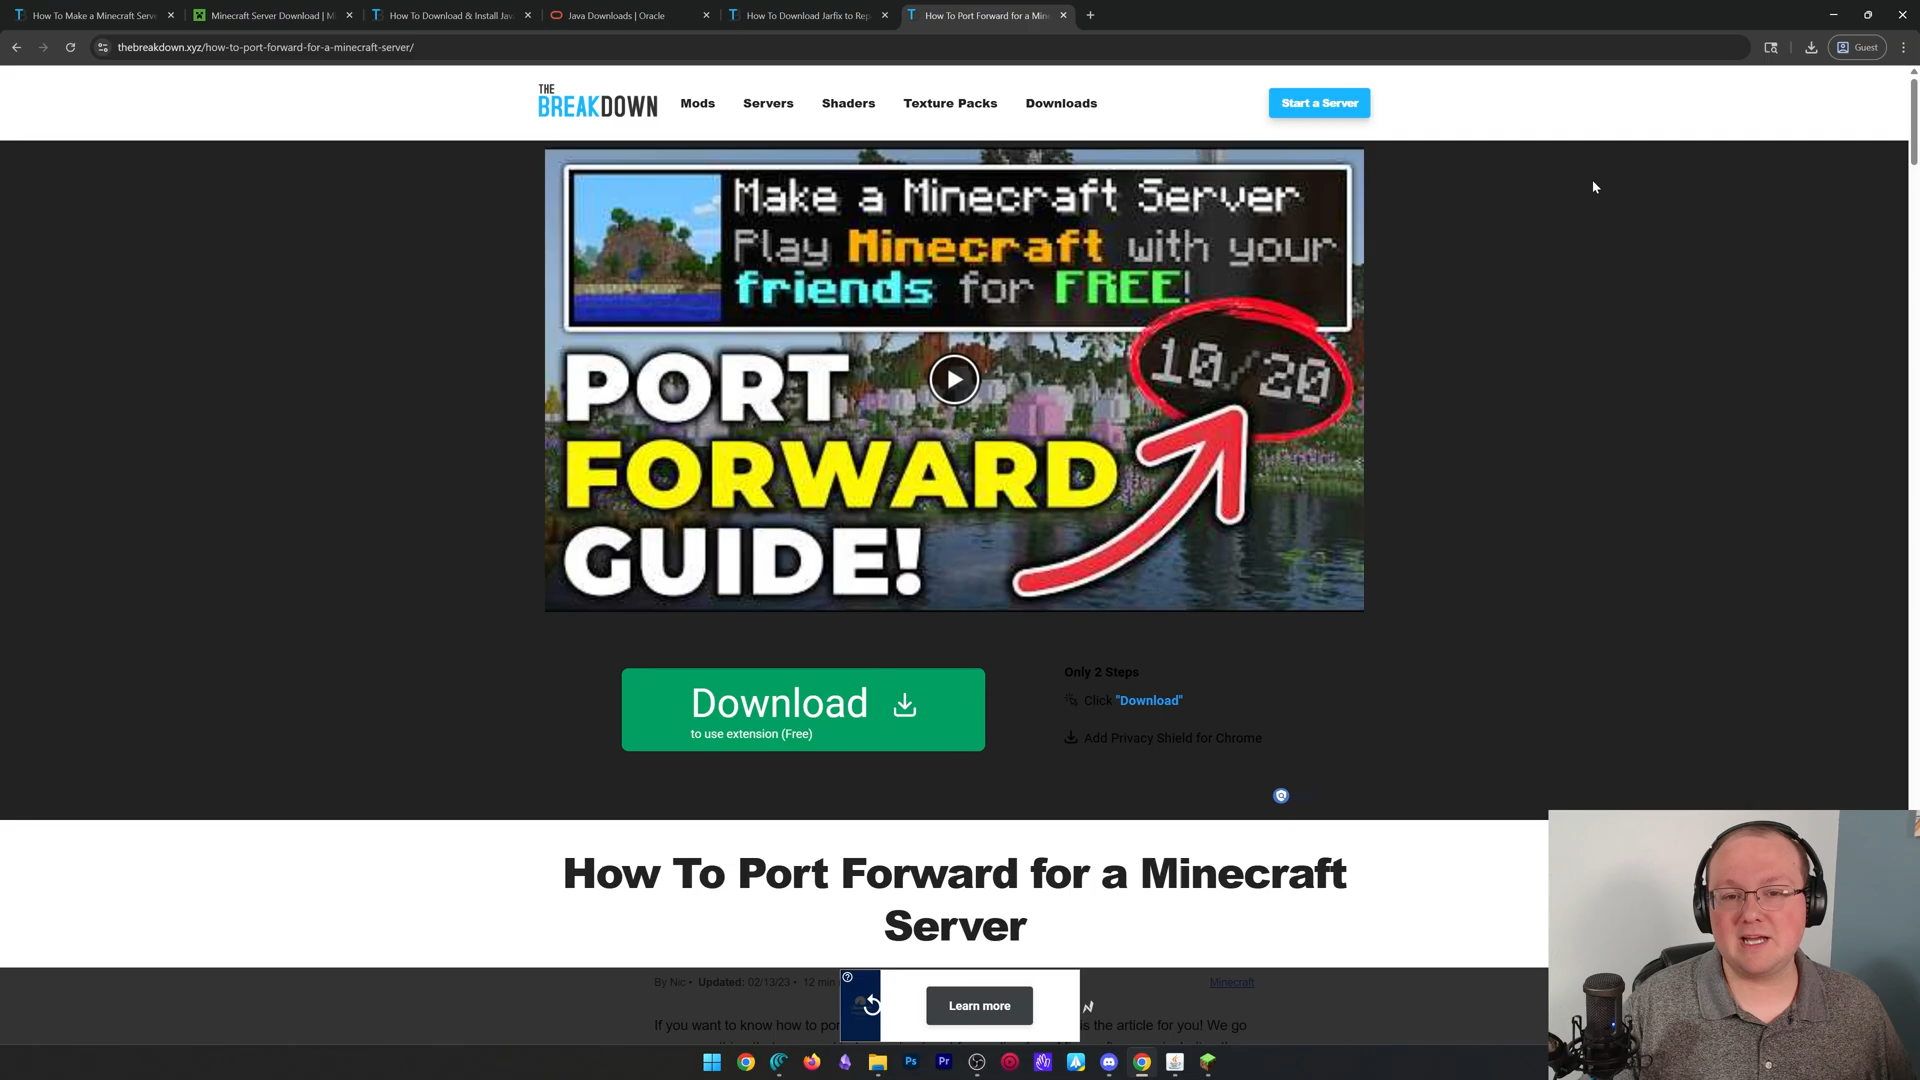 How To Make a Minecraft Serve
Minecraft Server Download | M
How To Download & Install Jav
Java Downloads | Oracle
How To Download Jarfix to Rep
How To Port Forward for a Min
thebreakdown.xyz/how-to-port-forward-for-a-minecraft-server/
Guest
THE
BREAKDOWN
Mods
Servers
Shaders
Texture Packs
Downloads
Start a Server
Make a Minecraft Server
Play Minecraft with your
friends for FREE!
10/20
PORT
FORWARD
GUIDE!
Download
to use extension (Free)
Only 2 Steps
Click "Download"
Add Privacy Shield for Chrome
How To Port Forward for a Minecraft
Server
By Nic • Updated: 02/13/23 • 12 min
Minecraft
Learn more
If you want to know how to por
is the article for you! We go
Ps
Pr